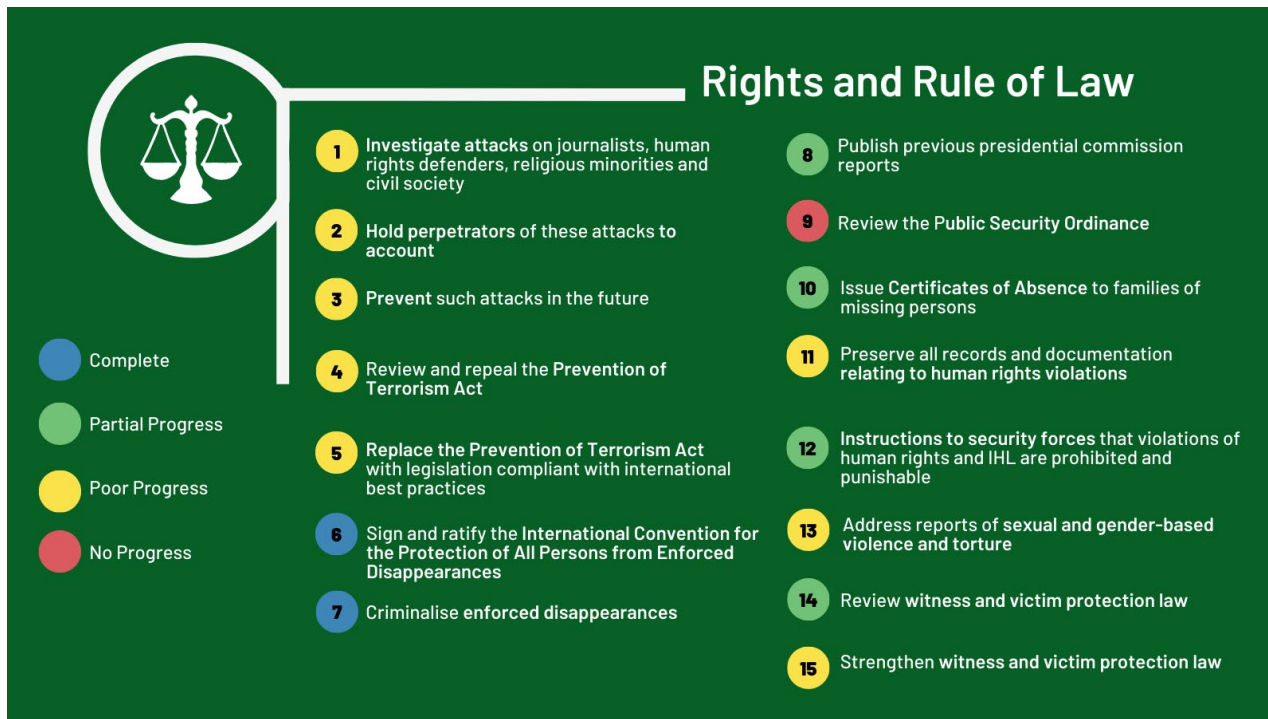 Rights and Rule of Law
1
Investigate attacks on journalists, human
rights defenders, religious minorities and
civil society
2
Hold perpetrators of these attacks to
account
3
Prevent such attacks in the future
4
Review and repeal the Prevention of
Terrorism Act
5
Replace the Prevention of Terrorism Act
with legislation compliant with international
best practices
6
Sign and ratify the International Convention for
the Protection of All Persons from Enforced
Disappearances
7
Criminalise enforced disappearances
8
Publish previous presidential commission
reports
9
Review the Public Security Ordinance
10
Issue Certificates of Absence to families of
missing persons
11
Preserve all records and documentation
relating to human rights violations
12
Instructions to security forces that violations of
human rights and IHL are prohibited and
punishable
13
Address reports of sexual and gender-based
violence and torture
14
Review witness and victim protection law
15
Strengthen witness and victim protection law
Complete
Partial Progress
Poor Progress
No Progress